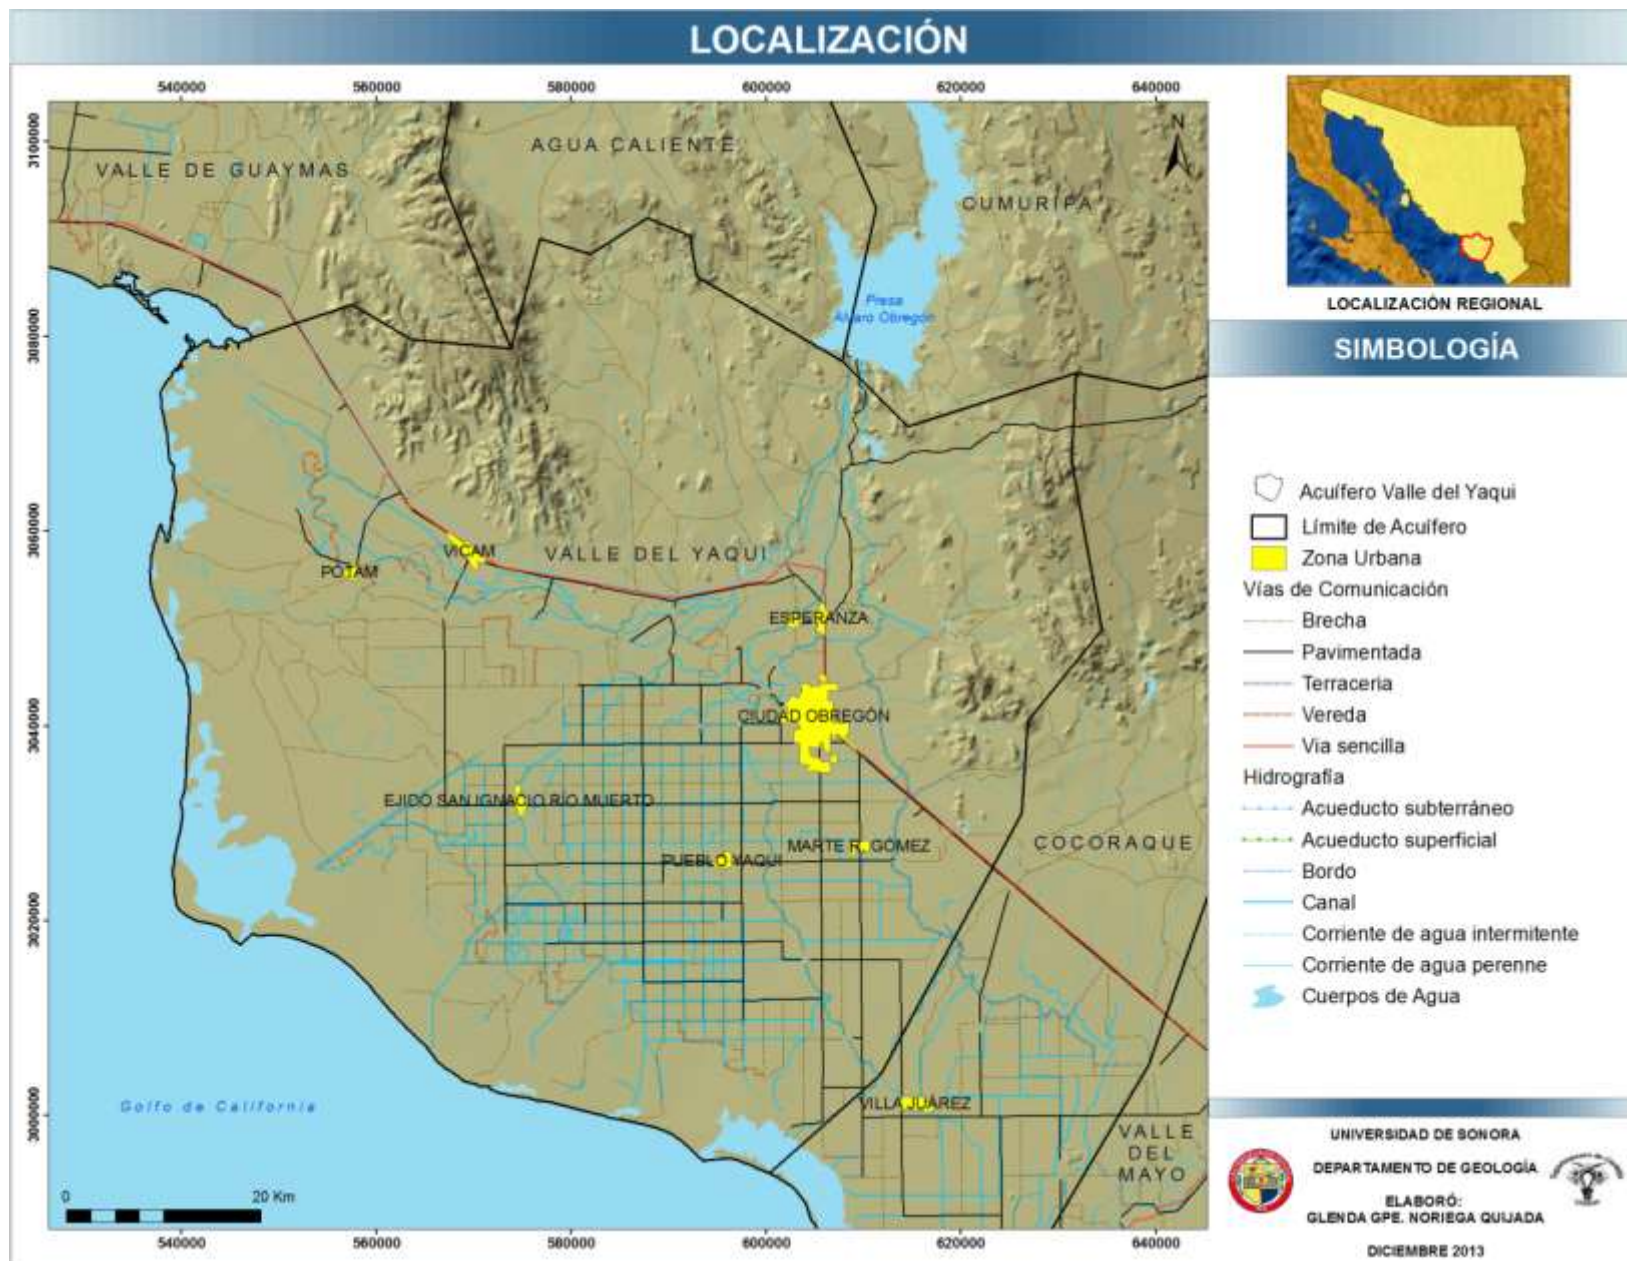 LOCALIZACIÓN
540000
560000
580000
600000
620000
640000
3100000
3080000
3060000
3040000
3020000
3000000
N
AGUA CALIENTE
VALLE DE GUAYMAS
CUMURIPA
Presa
Alvaro Obregón
VICAM
VALLE DEL YAQUI
POTAM
ESPERANZA
CIUDAD OBREGÓN
EJIDO SAN IGNACIO RÍO MUERTO
MARTE R. GÓMEZ
COCORAQUE
PUEBLO YAQUI
Golfo de California
VILLA JUÁREZ
VALLE
DEL
MAYO
0 20 Km
540000
560000
580000
600000
620000
640000
LOCALIZACIÓN REGIONAL
SIMBOLOGÍA
Acuífero Valle del Yaqui
Límite de Acuífero
Zona Urbana
Vías de Comunicación
Brecha
Pavimentada
Terraceria
Vereda
Via sencilla
Hidrografía
Acueducto subterráneo
Acueducto superficial
Bordo
Canal
Corriente de agua intermitente
Corriente de agua perenne
Cuerpos de Agua
UNIVERSIDAD DE SONORA
DEPARTAMENTO DE GEOLOGÍA
ELABORÓ:
GLENDA GPE. NORIEGA QUIJADA
DICIEMBRE 2013